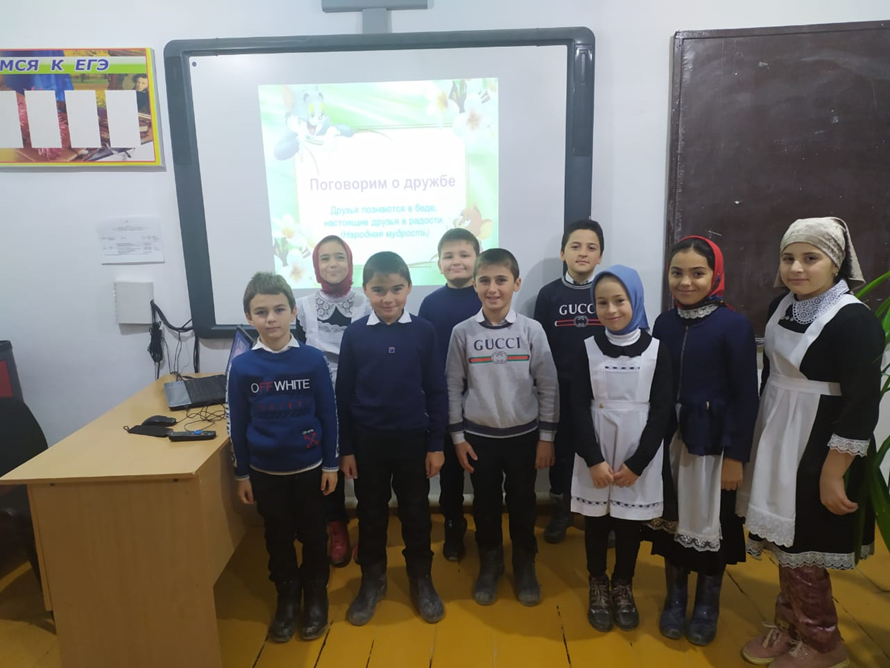 МСЯ К ЕГЭ
Поговорим о дружбе
Друзья познаются в беде,
настоящие друзья в радости
(Народная мудрость)
OFF WHITE
GUCCI
GUCCI